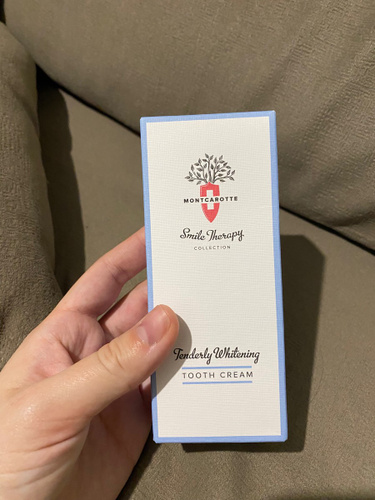 MONTCAROTTE
Smile Therapy
COLLECTION
Tenderly Whitening
TOOTH CREAM